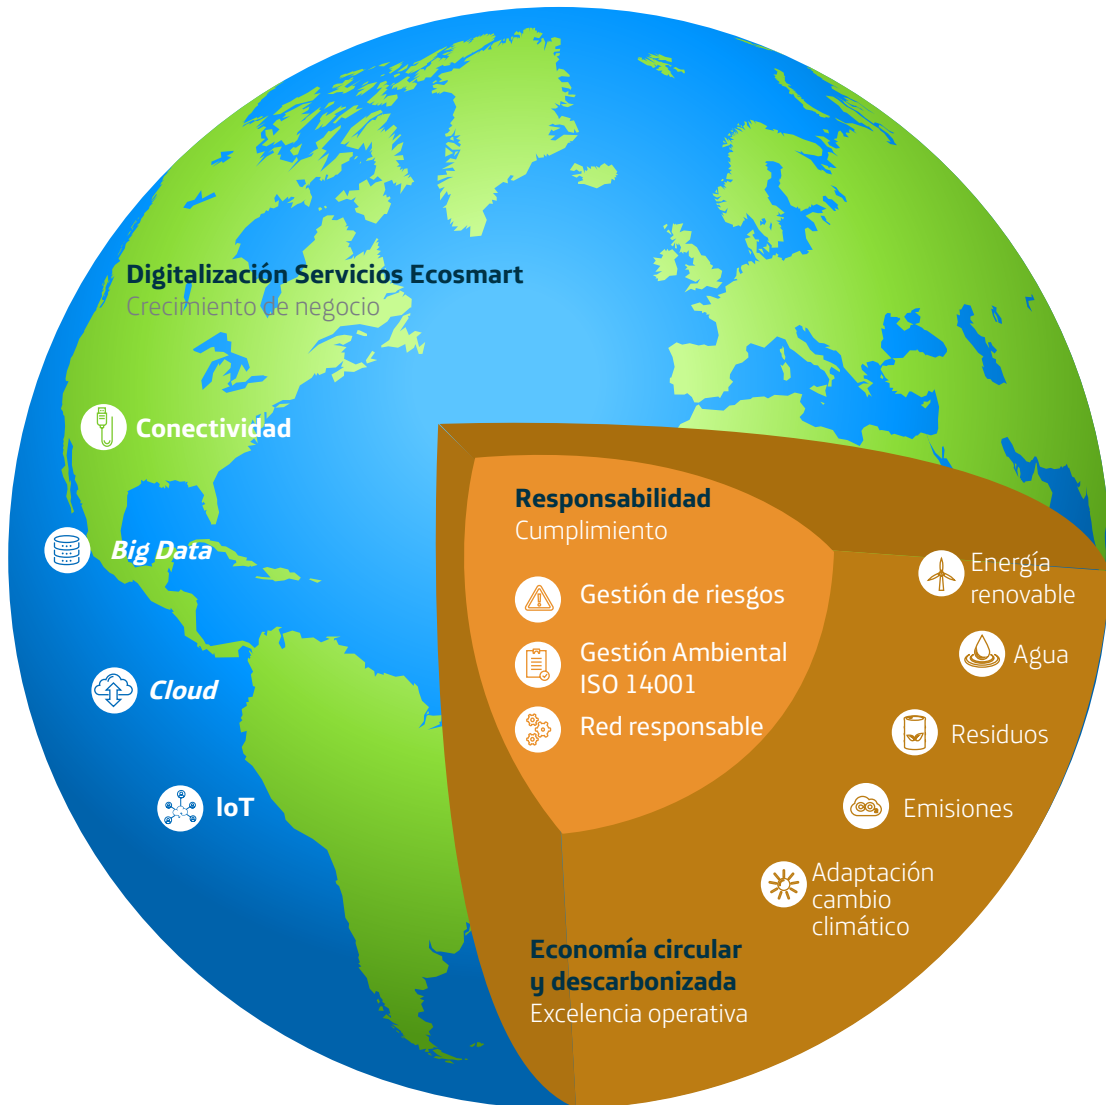 Digitalización Servicios Ecosmart
Crecimiento de negocio
Conectividad
Big Data
Cloud
IoT
Responsabilidad
Cumplimiento
Gestión de riesgos
Gestión Ambiental
ISO 14001
Red responsable
Energía
renovable
Agua
Residuos
Emisiones
Adaptación
cambio
climático
Economía circular
y descarbonizada
Excelencia operativa